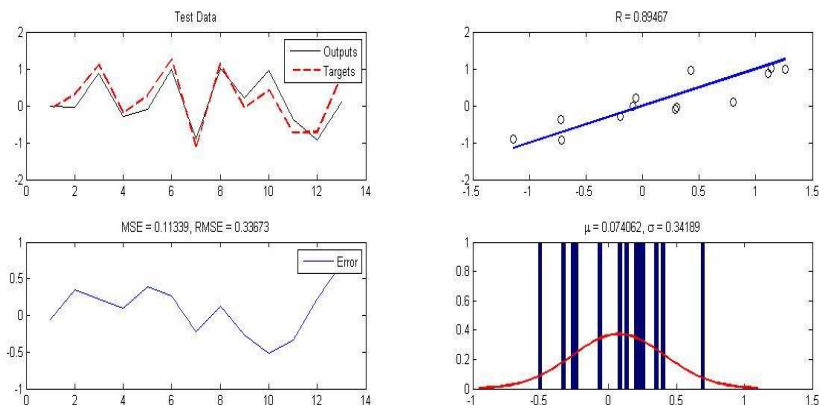 Test Data
2
1
0
-1
-2
0 2 4 6 8 10 12 14
Outputs
Targets
R = 0.89467
2
1
0
-1
-2
-1.5 -1 -0.5 0 0.5 1 1.5
MSE = 0.11339, RMSE = 0.33673
1
0.5
0
-0.5
-1
0 2 4 6 8 10 12 14
Error
μ = 0.074062, σ = 0.34189
1
0.8
0.6
0.4
0.2
0
-1 -0.5 0 0.5 1 1.5